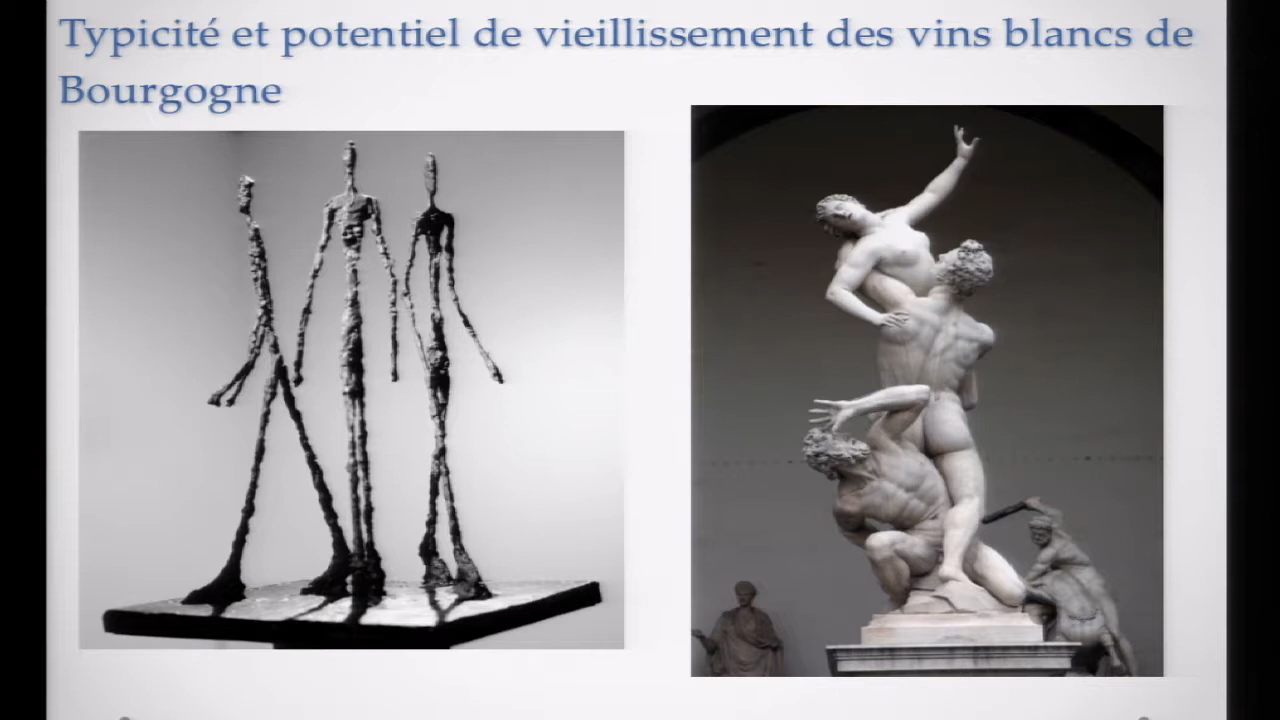 Typicité et potentiel de vieillissement des vins blancs de
Bourgogne